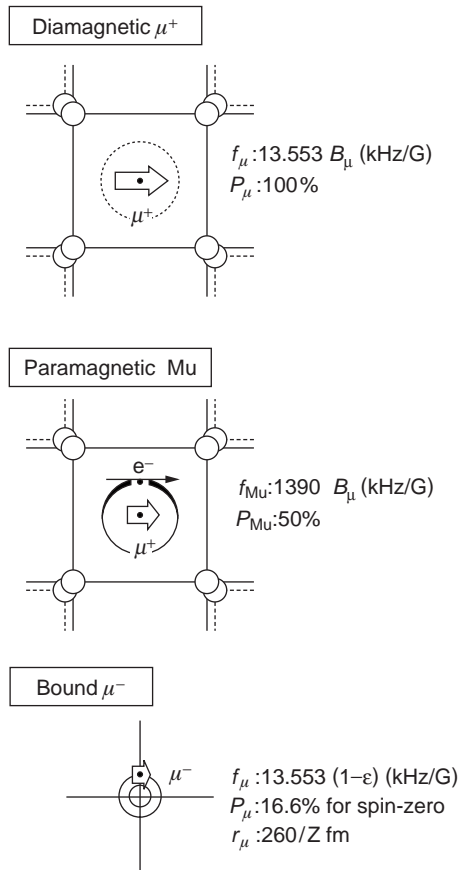 Diamagnetic μ⁺
μ⁺
fμ:13.553 Bμ (kHz/G)
Pμ:100%
Paramagnetic Mu
e⁻
μ⁺
fMu:1390 Bμ (kHz/G)
PMu:50%
Bound μ⁻
μ⁻
fμ:13.553 (1–ε) (kHz/G)
Pμ:16.6% for spin-zero
rμ:260/Z fm